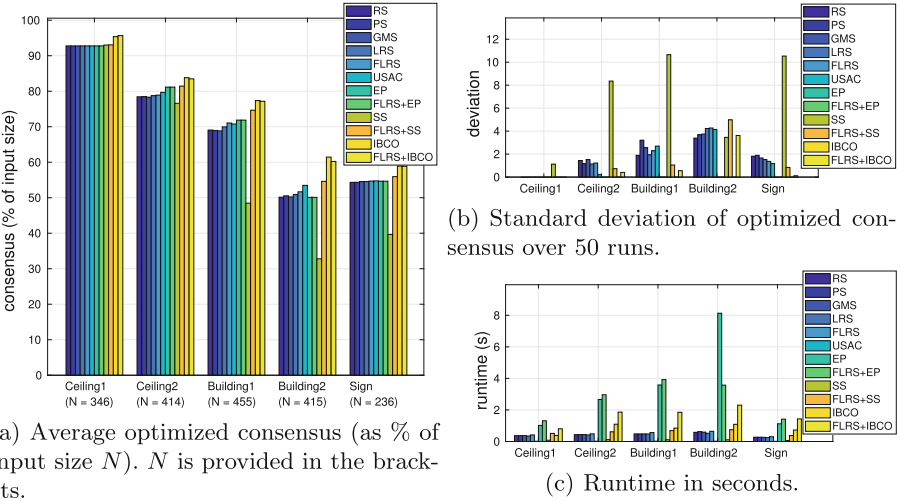 100
90
80
70
60
50
40
30
20
10
0
consensus (% of input size)
RS
PS
GMS
LRS
FLRS
USAC
EP
FLRS+EP
SS
FLRS+SS
IBCO
FLRS+IBCO
Ceiling1 Ceiling2 Building1 Building2 Sign
(N = 346) (N = 414) (N = 455) (N = 415) (N = 236)
a) Average optimized consensus (as % of
nput size N). N is provided in the brack-
ts.
12
10
8
6
4
2
0
deviation
RS
PS
GMS
LRS
FLRS
USAC
EP
FLRS+EP
SS
FLRS+SS
IBCO
FLRS+IBCO
Ceiling1 Ceiling2 Building1 Building2 Sign
(b) Standard deviation of optimized con-
sensus over 50 runs.
8
6
4
2
0
runtime (s)
RS
PS
GMS
LRS
FLRS
USAC
EP
FLRS+EP
SS
FLRS+SS
IBCO
FLRS+IBCO
Ceiling1 Ceiling2 Building1 Building2 Sign
(c) Runtime in seconds.